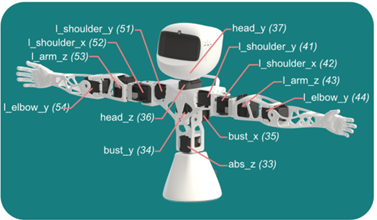 l_shoulder_y (51)
head_y (37)
l_shoulder_x (52)
l_shoulder_y (41)
l_arm_z (53)
l_shoulder_x (42)
l_arm_z (43)
l_elbow_y (54)
l_elbow_y (44)
head_z (36)
bust_x (35)
bust_y (34)
abs_z (33)